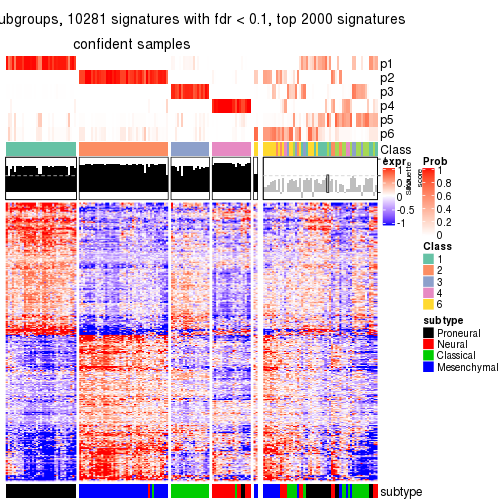 ubgroups, 10281 signatures with fdr < 0.1, top 2000 signatures
confident samples
p1
p2
p3
p4
p5
p6
Class
expr
1
0.5
0
-0.5
-1
Silhouette
score
Prob
1
0.8
0.6
0.4
0.2
0
Class
1
2
3
4
6
subtype
Proneural
Neural
Classical
Mesenchymal
subtype